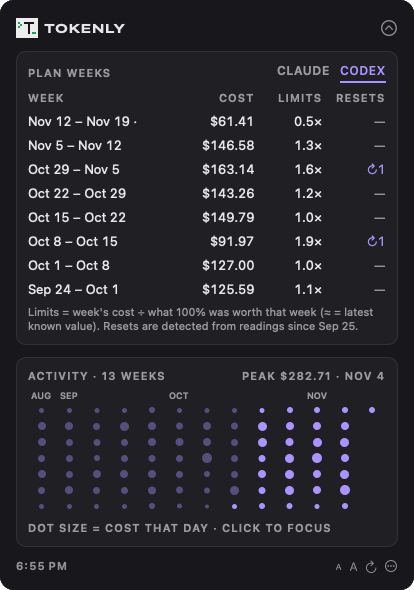 TOKENLY
PLAN WEEKS CLAUDE CODEX
WEEK COST LIMITS RESETS
Nov 12 – Nov 19 · $61.41 0.5× —
Nov 5 – Nov 12 $146.58 1.3× —
Oct 29 – Nov 5 $163.14 1.6× ↻1
Oct 22 – Oct 29 $143.26 1.2× —
Oct 15 – Oct 22 $149.79 1.0× —
Oct 8 – Oct 15 $91.97 1.9× ↻1
Oct 1 – Oct 8 $127.00 1.0× —
Sep 24 – Oct 1 $125.59 1.1× —
Limits = week's cost ÷ what 100% was worth that week (≈ = latest
known value). Resets are detected from readings since Sep 25.
ACTIVITY · 13 WEEKS PEAK $282.71 · NOV 4
AUG SEP OCT NOV
DOT SIZE = COST THAT DAY · CLICK TO FOCUS
6:55 PM A A